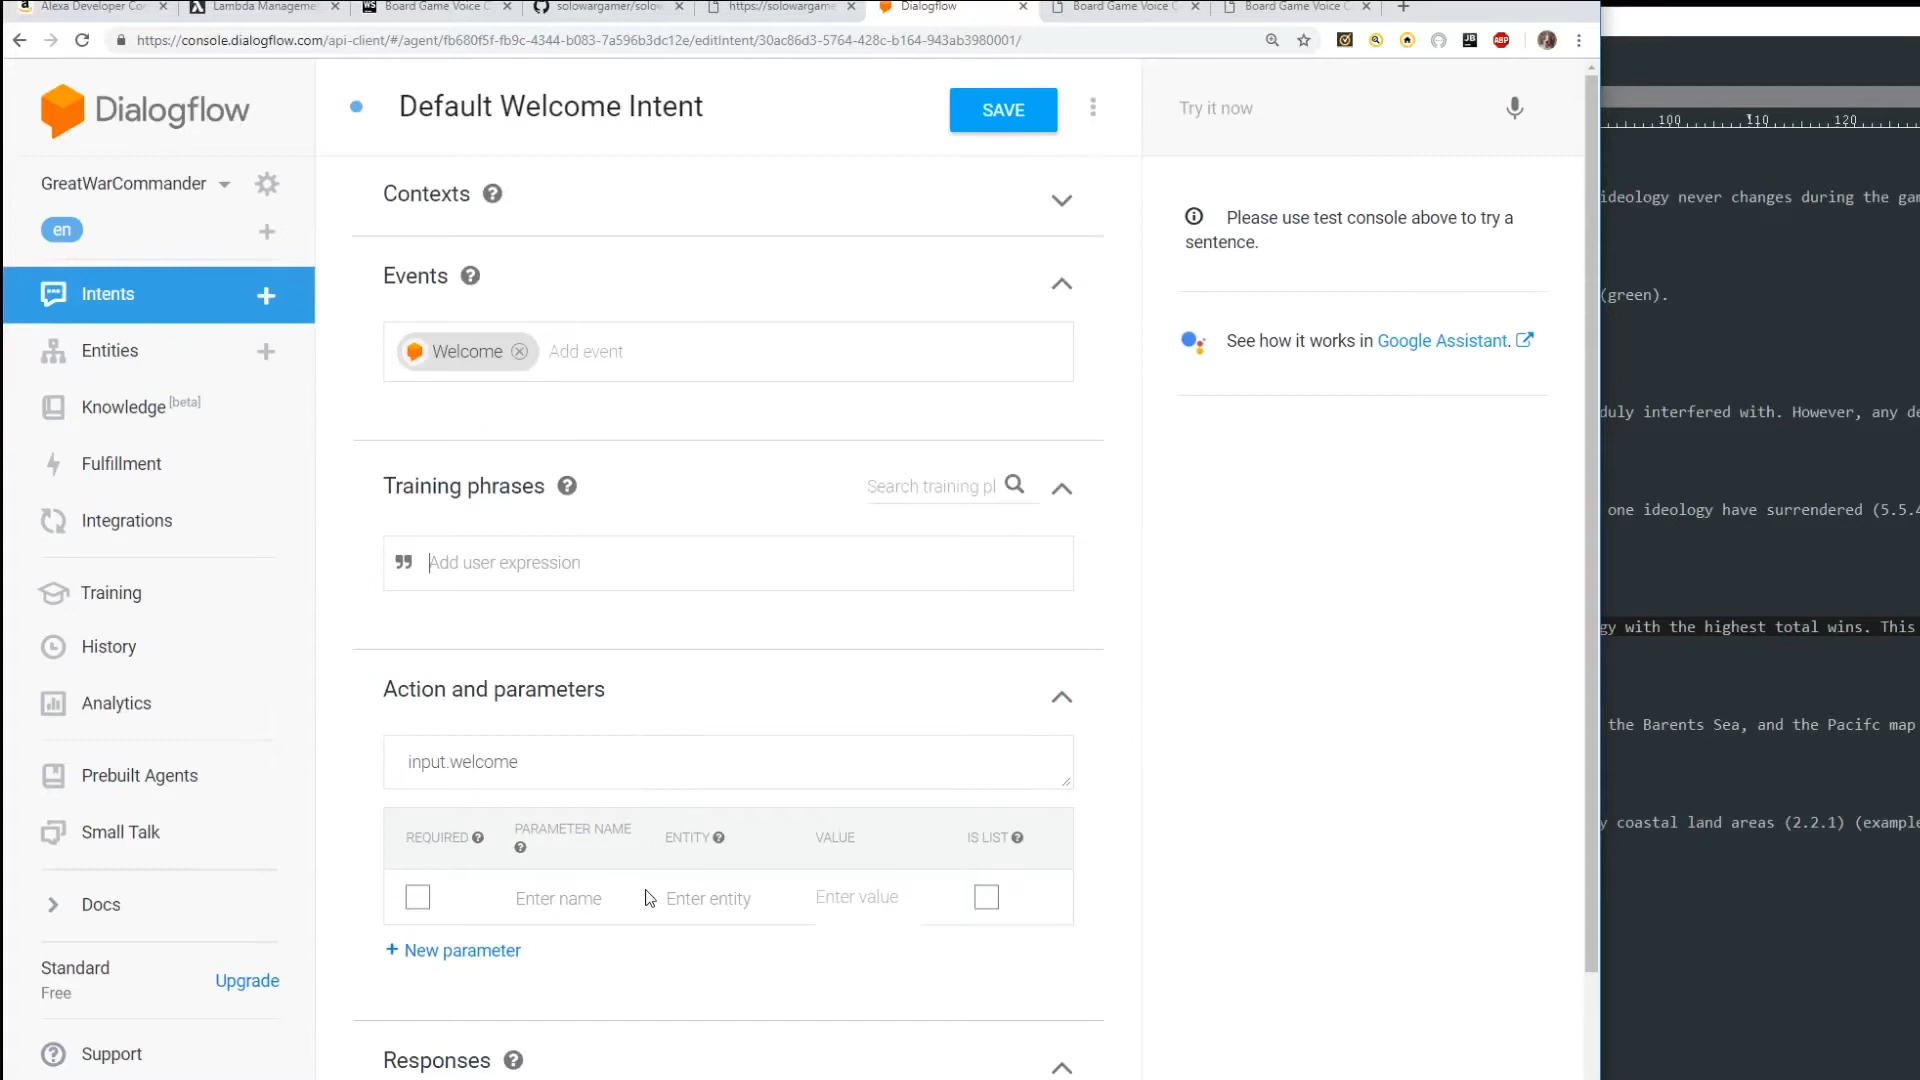 Alexa Developer Co
Lambda Manageme
Board Game Voice C
solowargamer/solow
https://solowargame
Dialogflow
Board Game Voice C
Board Game Voice C
https://console.dialogflow.com/api-client/#/agent/fb680f5f-fb9c-4344-b083-7a596b3dc12e/editIntent/30ac86d3-5764-428c-b164-943ab3980001/
Dialogflow
GreatWarCommander
en
Intents
Entities
Knowledge [beta]
Fulfillment
Integrations
Training
History
Analytics
Prebuilt Agents
Small Talk
Docs
Standard
Free
Upgrade
Support
Default Welcome Intent
SAVE
Contexts
Events
Welcome Add event
Training phrases
Search training pl
Add user expression
Action and parameters
input.welcome
REQUIRED PARAMETER NAME ENTITY VALUE IS LIST
Enter name Enter entity Enter value
+ New parameter
Responses
Try it now
Please use test console above to try a
sentence.
See how it works in Google Assistant.
100 110 120
ideology never changes during the gam
(green).
duly interfered with. However, any de
one ideology have surrendered (5.5.4
gy with the highest total wins. This
the Barents Sea, and the Pacifc map
y coastal land areas (2.2.1) (example